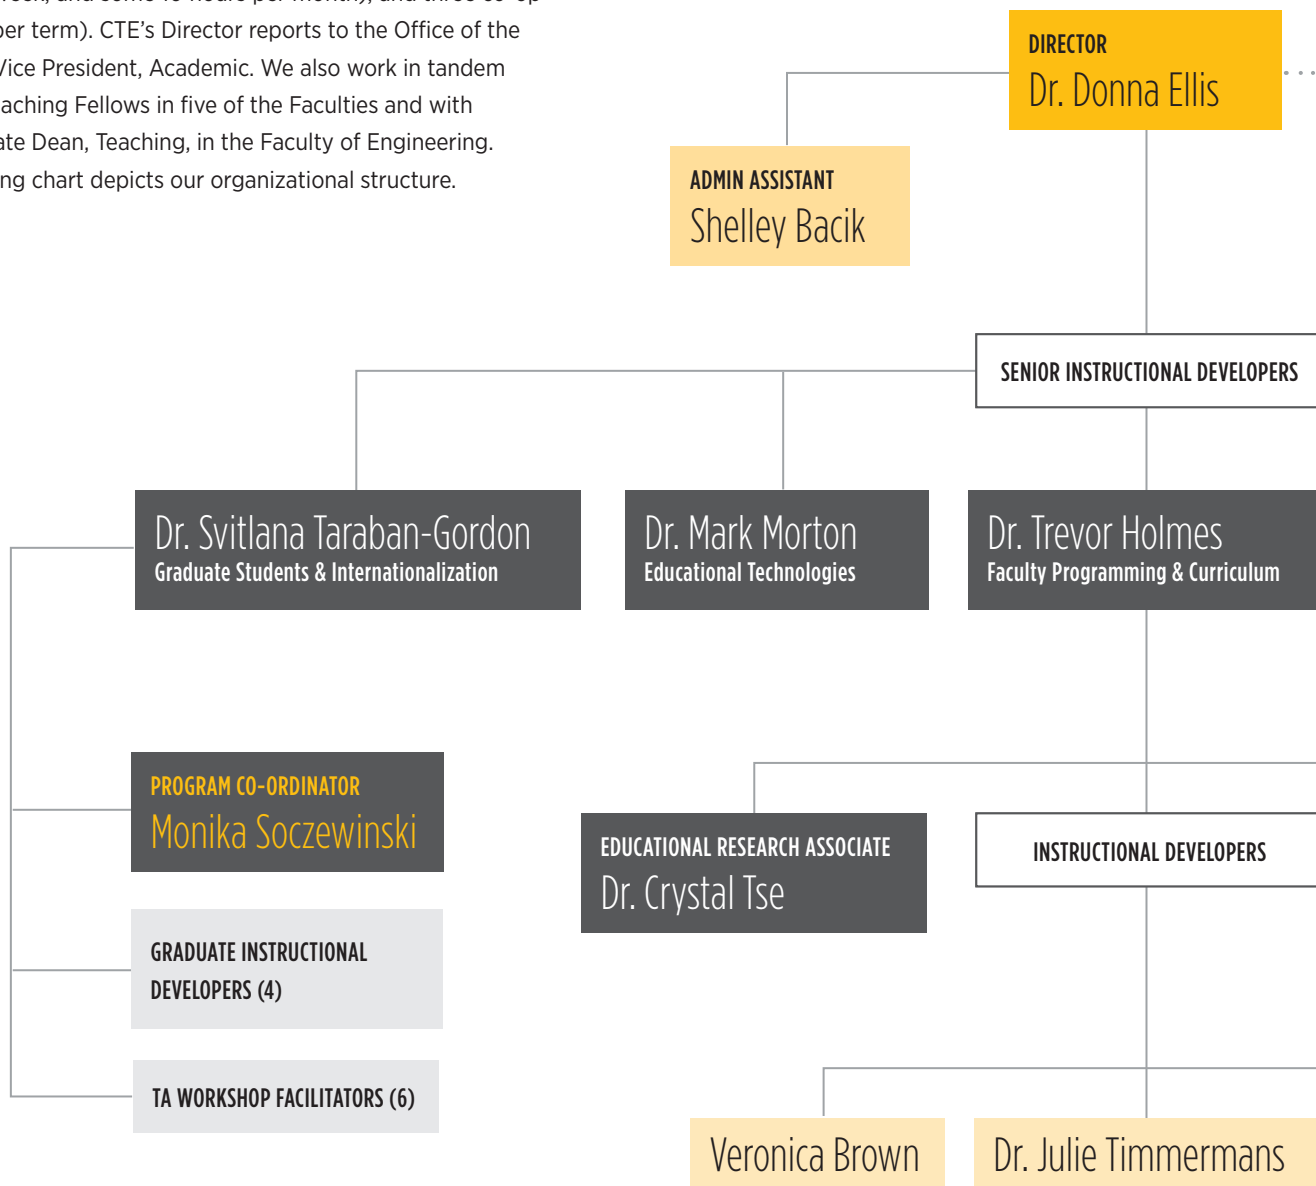 per term). CTE's Director reports to the Office of the
Vice President, Academic. We also work in tandem
Fellows in five of the Faculties and with
Dean, Teaching, in the Faculty of Engineering.
chart depicts our organizational structure.
DIRECTOR
Dr. Donna Ellis
ADMIN ASSISTANT
Shelley Bacik
SENIOR INSTRUCTIONAL DEVELOPERS
Dr. Svitlana Taraban-Gordon
Graduate Students & Internationalization
Dr. Mark Morton
Educational Technologies
Dr. Trevor Holmes
Faculty Programming & Curriculum
PROGRAM CO-ORDINATOR
Monika Soczewinski
EDUCATIONAL RESEARCH ASSOCIATE
Dr. Crystal Tse
INSTRUCTIONAL DEVELOPERS
GRADUATE INSTRUCTIONAL
DEVELOPERS (4)
TA WORKSHOP FACILITATORS (6)
Veronica Brown
Dr. Julie Timmermans